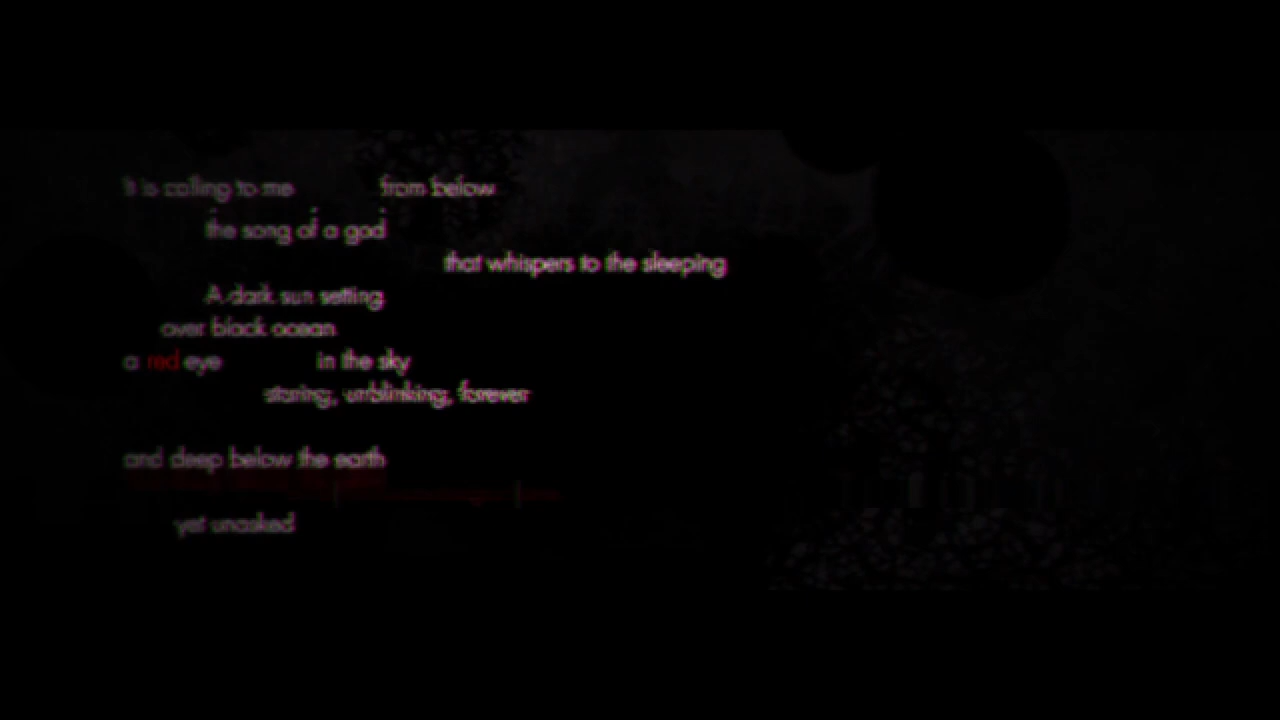 It is calling to me from below
the song of a god
that whispers to the sleeping
A dark sun setting
over black ocean
a red eye in the sky
staring, unblinking, forever
and deep below the earth
yet unasked